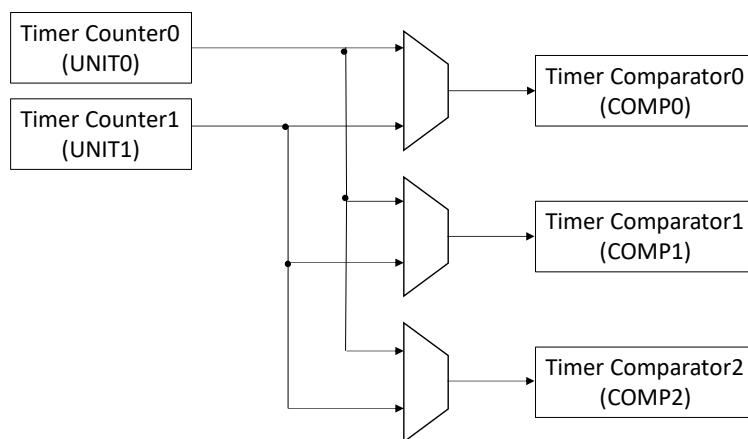 Timer Counter0
(UNIT0)
Timer Counter1
(UNIT1)
Timer Comparator0
(COMP0)
Timer Comparator1
(COMP1)
Timer Comparator2
(COMP2)